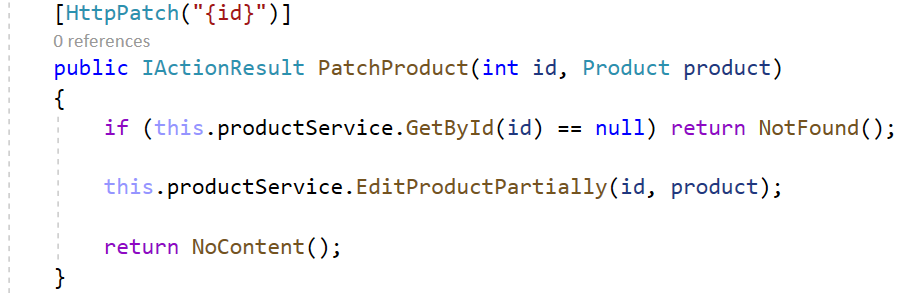 [HttpPatch("{id}")]
0 references
public IActionResult PatchProduct(int id, Product product)
{
if (this.productService.GetById(id) == null) return NotFound();
this.productService.EditProductPartially(id, product);
return NoContent();
}